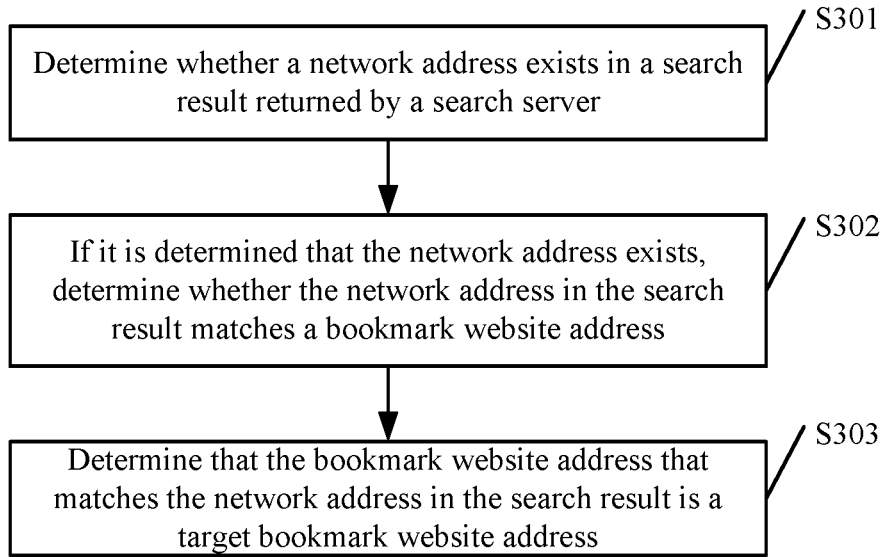 S301
Determine whether a network address exists in a search
result returned by a search server
S302
If it is determined that the network address exists,
determine whether the network address in the search
result matches a bookmark website address
S303
Determine that the bookmark website address that
matches the network address in the search result is a
target bookmark website address